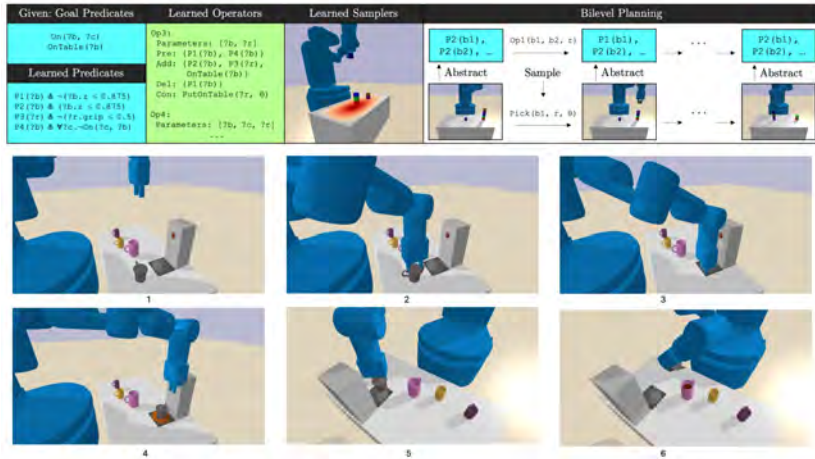 Given: Goal Predicates
On(?b, ?c)
OnTable(?b)
Learned Predicates
P1(?b) ≜ ¬(?b.z ≤ 0.875)
P2(?b) ≜ (?b.z ≤ 0.875)
P3(?r) ≜ ¬(?r.grip ≤ 0.5)
P4(?b) ≜ ∀?c.¬On(?c, ?b)
Learned Operators
Op3:
Parameters: [?b, ?r]
Pre: {P1(?b), P4(?b)}
Add: {P2(?b), P3(?r),
OnTable(?b)}
Del: {P1(?b)}
Con: PutOnTable(?r, θ)
Op4:
Parameters: [?b, ?c, ?r]
...
Learned Samplers
Bilevel Planning
P2(b1),
P2(b2), …
Op1(b1, b2, r)
P1(b1),
P2(b2), …
...
P2(b1),
P2(b2), …
Abstract
Sample
Abstract
Abstract
Pick(b1, r, θ)
...
1
2
3
4
5
6